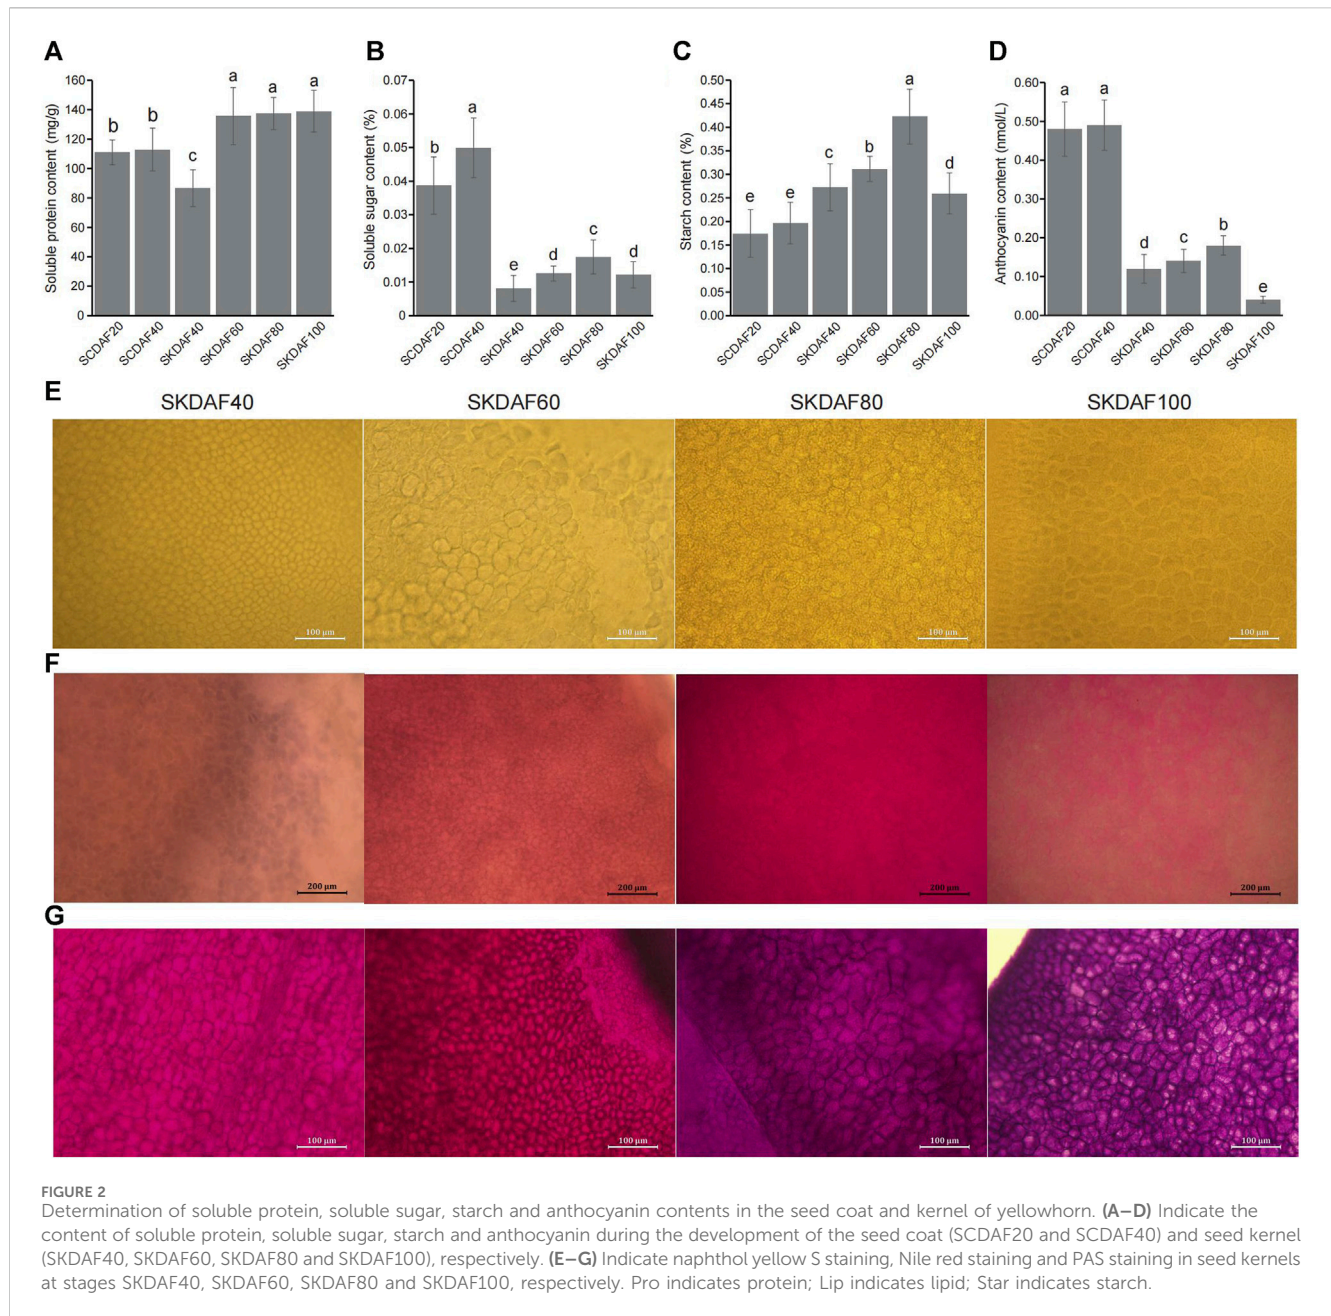 A
B
C
D
Soluble protein content (mg/g)
160
140
120
100
80
60
40
20
0
b
b
c
a
a
a
SCDAF20
SCDAF40
SKDAF40
SKDAF60
SKDAF80
SKDAF100
Soluble sugar content (%)
0.07
0.06
0.05
0.04
0.03
0.02
0.01
0
b
a
e
d
c
d
SCDAF20
SCDAF40
SKDAF40
SKDAF60
SKDAF80
SKDAF100
Starch content (%)
0.50
0.45
0.40
0.35
0.30
0.25
0.20
0.15
0.10
0.05
0.00
e
e
c
b
a
d
SCDAF20
SCDAF40
SKDAF40
SKDAF60
SKDAF80
SKDAF100
Anthocyanin content (nmol/L)
0.60
0.50
0.40
0.30
0.20
0.10
0.00
a
a
d
c
b
e
SCDAF20
SCDAF40
SKDAF40
SKDAF60
SKDAF80
SKDAF100
E
SKDAF40 SKDAF60 SKDAF80 SKDAF100
100 μm 100 μm 100 μm 100 μm
F
200 μm 200 μm 200 μm 200 μm
G
100 μm 100 μm 100 μm 100 μm
FIGURE 2
Determination of soluble protein, soluble sugar, starch and anthocyanin contents in the seed coat and kernel of yellowhorn. (A–D) Indicate the
content of soluble protein, soluble sugar, starch and anthocyanin during the development of the seed coat (SCDAF20 and SCDAF40) and seed kernel
(SKDAF40, SKDAF60, SKDAF80 and SKDAF100), respectively. (E–G) Indicate naphthol yellow S staining, Nile red staining and PAS staining in seed kernels
at stages SKDAF40, SKDAF60, SKDAF80 and SKDAF100, respectively. Pro indicates protein; Lip indicates lipid; Star indicates starch.